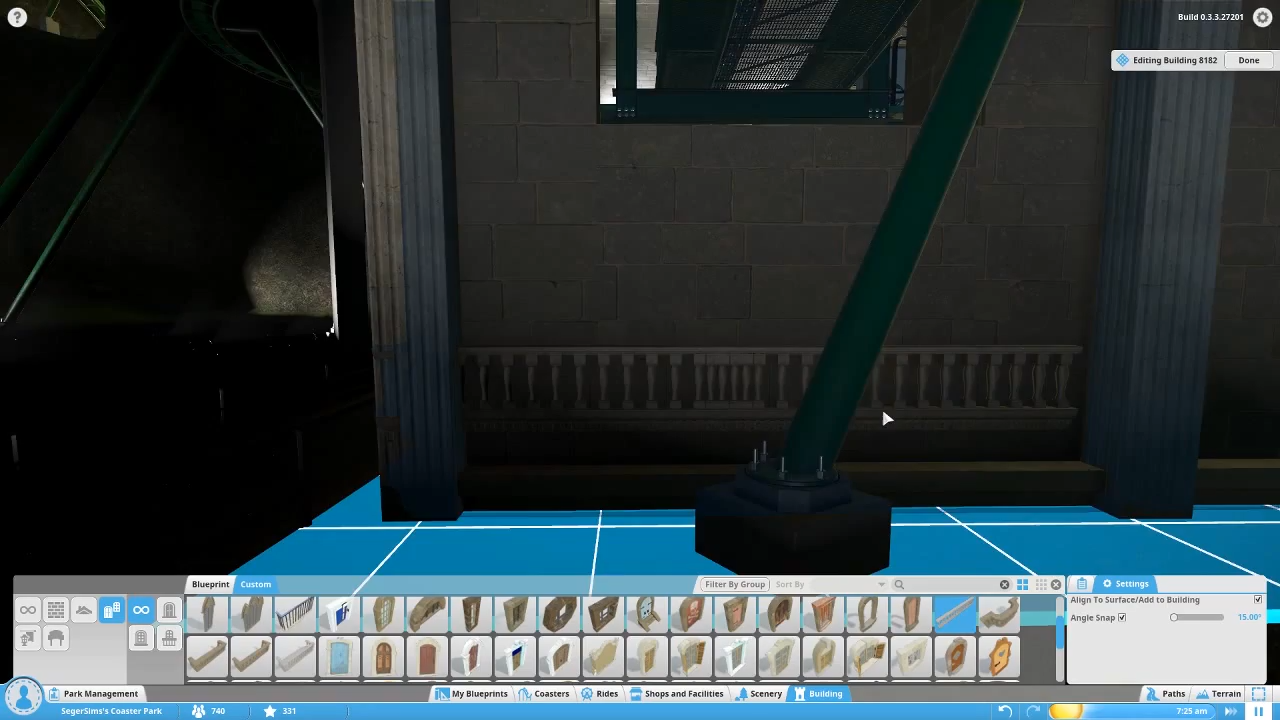 ?
Build 0.3.3.27201
Editing Building 8182
Done
Blueprint
Custom
Filter By Group
Sort By
Settings
Align To Surface/Add to Building
Angle Snap
15.00°
Park Management
My Blueprints
Coasters
Rides
Shops and Facilities
Scenery
Building
Paths
Terrain
SegerSims's Coaster Park
740
331
7:25 am